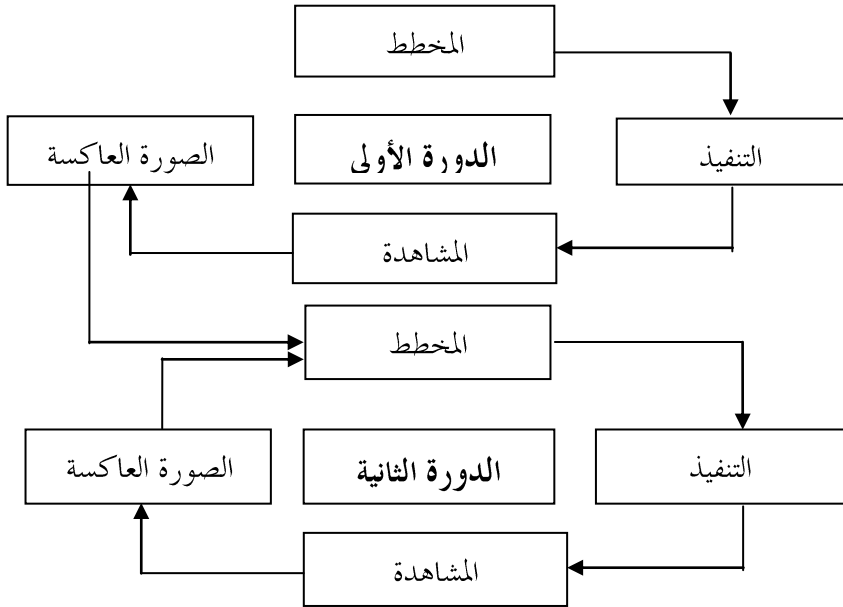 المخطط
التنفيذ
الدورة الأولى
الصورة العاكسة
المشاهدة
المخطط
التنفيذ
الدورة الثانية
الصورة العاكسة
المشاهدة